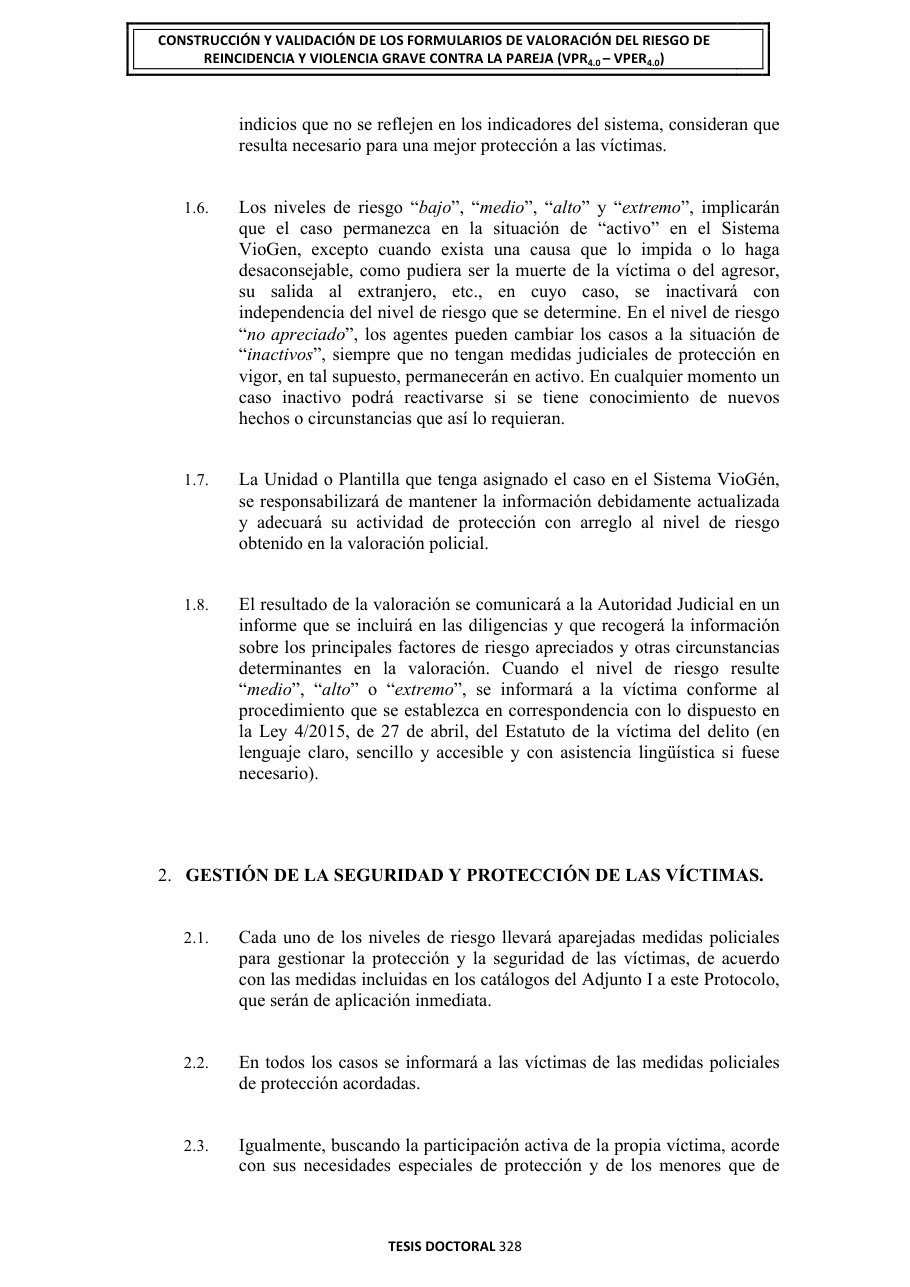 CONSTRUCCIÓN Y VALIDACIÓN DE LOS FORMULARIOS DE VALORACIÓN DEL RIESGO DE
REINCIDENCIA Y VIOLENCIA GRAVE CONTRA LA PAREJA (VPR4.0 – VPER4.0)
indicios que no se reflejen en los indicadores del sistema, consideran que
resulta necesario para una mejor protección a las víctimas.
1.6. Los niveles de riesgo “bajo”, “medio”, “alto” y “extremo”, implicarán
que el caso permanezca en la situación de “activo” en el Sistema
VioGen, excepto cuando exista una causa que lo impida o lo haga
desaconsejable, como pudiera ser la muerte de la víctima o del agresor,
su salida al extranjero, etc., en cuyo caso, se inactivará con
independencia del nivel de riesgo que se determine. En el nivel de riesgo
“no apreciado”, los agentes pueden cambiar los casos a la situación de
“inactivos”, siempre que no tengan medidas judiciales de protección en
vigor, en tal supuesto, permanecerán en activo. En cualquier momento un
caso inactivo podrá reactivarse si se tiene conocimiento de nuevos
hechos o circunstancias que así lo requieran.
1.7. La Unidad o Plantilla que tenga asignado el caso en el Sistema VioGén,
se responsabilizará de mantener la información debidamente actualizada
y adecuará su actividad de protección con arreglo al nivel de riesgo
obtenido en la valoración policial.
1.8. El resultado de la valoración se comunicará a la Autoridad Judicial en un
informe que se incluirá en las diligencias y que recogerá la información
sobre los principales factores de riesgo apreciados y otras circunstancias
determinantes en la valoración. Cuando el nivel de riesgo resulte
“medio”, “alto” o “extremo”, se informará a la víctima conforme al
procedimiento que se establezca en correspondencia con lo dispuesto en
la Ley 4/2015, de 27 de abril, del Estatuto de la víctima del delito (en
lenguaje claro, sencillo y accesible y con asistencia lingüística si fuese
necesario).
2. GESTIÓN DE LA SEGURIDAD Y PROTECCIÓN DE LAS VÍCTIMAS.
2.1. Cada uno de los niveles de riesgo llevará aparejadas medidas policiales
para gestionar la protección y la seguridad de las víctimas, de acuerdo
con las medidas incluidas en los catálogos del Adjunto I a este Protocolo,
que serán de aplicación inmediata.
2.2. En todos los casos se informará a las víctimas de las medidas policiales
de protección acordadas.
2.3. Igualmente, buscando la participación activa de la propia víctima, acorde
con sus necesidades especiales de protección y de los menores que de
TESIS DOCTORAL 328